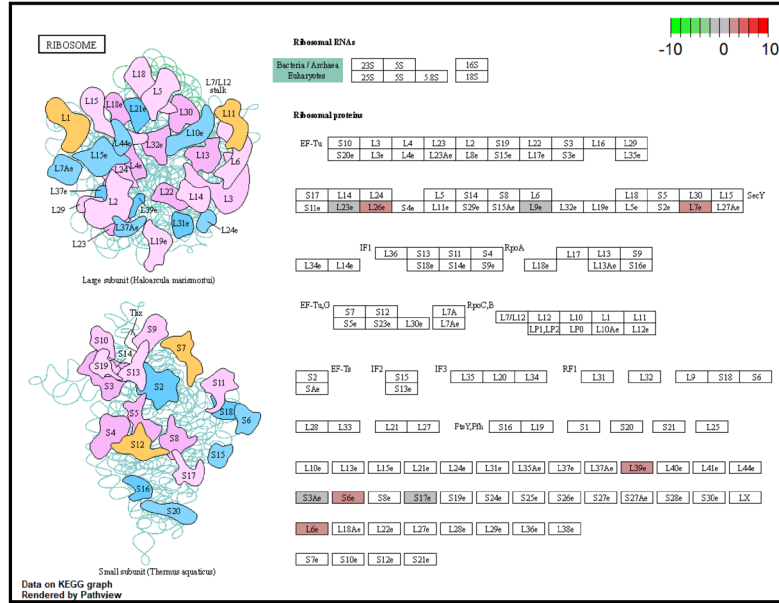 RIBOSOME
-10 0 10
L18 L5 L7/L12
stalk
L15 L18e L21e L30 L11
L1 L44e L32e L10e
L7Ae L15e L24 L4e L13 L6
L37e L2 L22 L14 L3
L29 L39e
L23 L37Ae L31e L24e
L19e
Large subunit (Haloarcula marismortui)
Thx
S10 S9 S7
S14
S19 S13
S3 S2 S11
S5 S18 S6
S4 S12 S8 S15
S17
S16
S20
Small subunit (Thermus aquaticus)
Data on KEGG graph
Rendered by Pathview
Ribosomal RNAs
Bacteria / Archaea 23S 5S 16S
Eukaryotes 25S 5S 5.8S 18S
Ribosomal proteins
EF-Tu S10 L3 L4 L23 L2 S19 L22 S3 L16 L29
S20e L3e L4e L23Ae L8e S15e L17e S3e L35e
S17 L14 L24 L5 S14 S8 L6 L18 S5 L30 L15 SecY
S11e L23e L26e S4e L11e S29e S15Ae L9e L32e L19e L5e S2e L7e L27Ae
IF1 L36 S13 S11 S4 RpoA L17 L13 S9
L34e L14e S18e S14e S9e L18e L13Ae S16e
EF-Tu,G S7 S12 L7A RpoC,B L7/L12 L12 L10 L1 L11
S5e S23e L30e L7Ae LP1,LP2 LP0 L10Ae L12e
S2 EF-Ts IF2 S15 IF3 L35 L20 L34 RF1 L31 L32 L9 S18 S6
SAe S13e
L28 L33 L21 L27 FtsY,Ffh S16 L19 S1 S20 S21 L25
L10e L13e L15e L21e L24e L31e L35Ae L37e L37Ae L39e L40e L41e L44e
S3Ae S6e S8e S17e S19e S24e S25e S26e S27e S27Ae S28e S30e LX
L6e L18Ae L22e L27e L28e L29e L36e L38e
S7e S10e S12e S21e